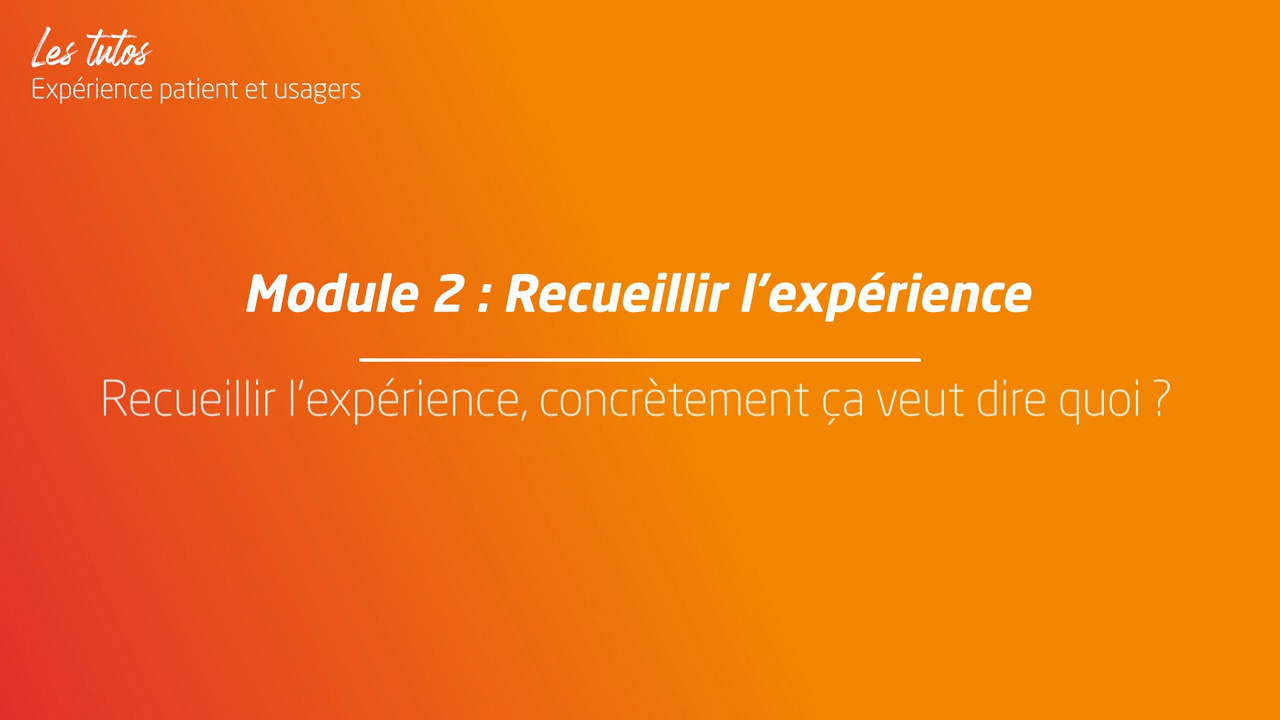 Les tutos
Expérience patient et usagers
Module 2 : Recueillir l’expérience
Recueillir l’expérience, concrètement ça veut dire quoi ?